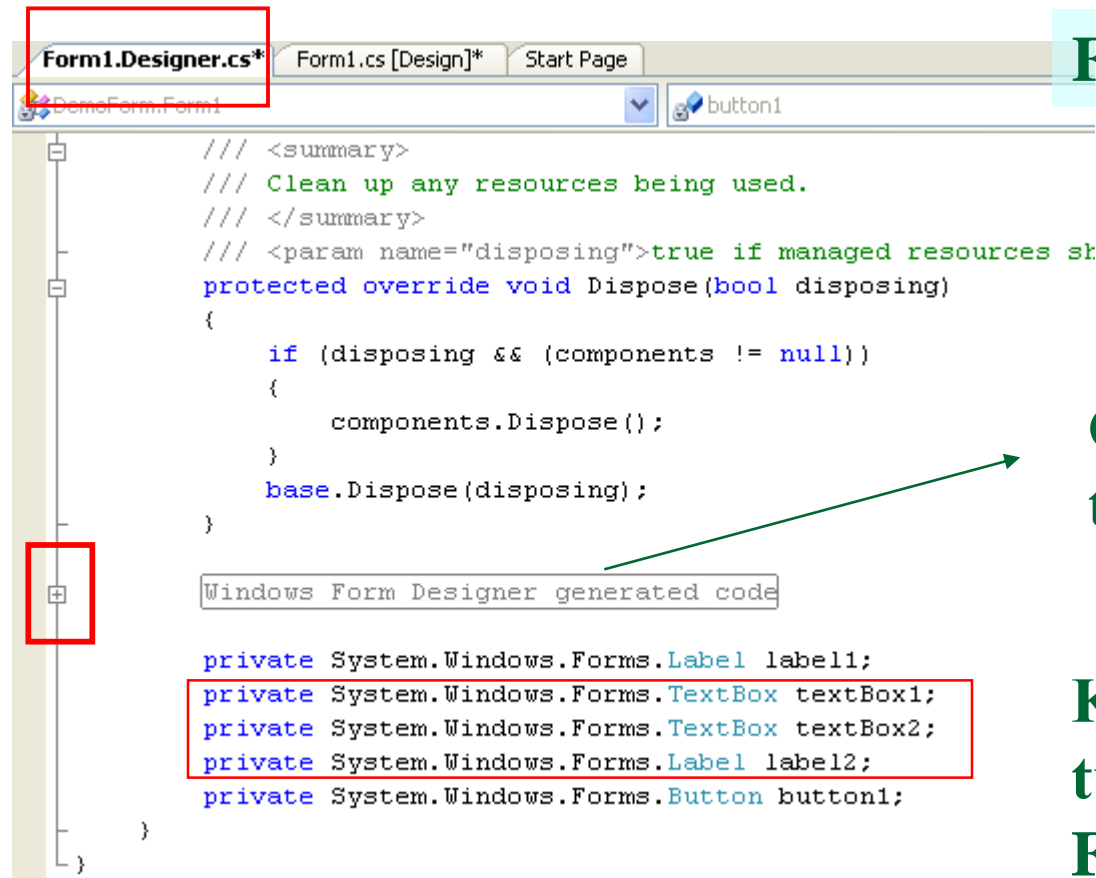 Form1.Designer.cs* Form1.cs [Design]* Start Page
DemoForm.Form1 button1
/// <summary>
/// Clean up any resources being used.
/// </summary>
/// <param name="disposing">true if managed resources sh
protected override void Dispose(bool disposing)
{
if (disposing && (components != null))
{
components.Dispose();
}
base.Dispose(disposing);
}
Windows Form Designer generated code
private System.Windows.Forms.Label label1;
private System.Windows.Forms.TextBox textBox1;
private System.Windows.Forms.TextBox textBox2;
private System.Windows.Forms.Label label2;
private System.Windows.Forms.Button button1;
}
}